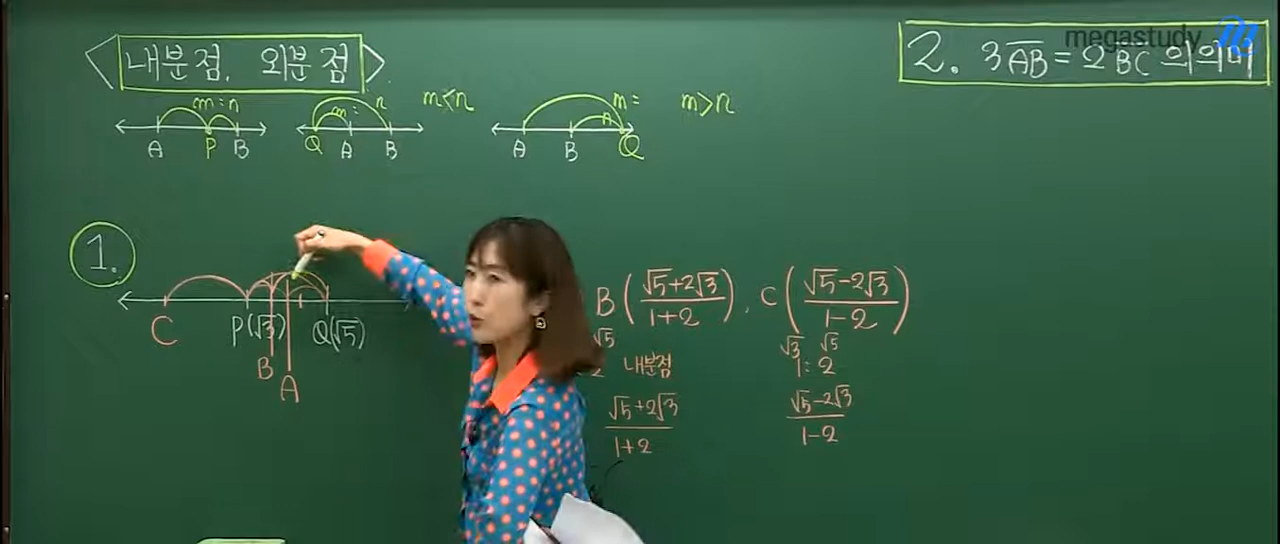 <내분점, 외분점>
2. 3AB = 2BC 의 의미
megastudy
m : n
m : n
m<n
m :
n
m>n
A P B
Q A B
A B Q
1.
C P(√3) Q(√5)
B
A
B((√5+2√3)/(1+2)), C((√5-2√3)/(1-2))
√5
2 내분점
(√5+2√3)/(1+2)
√3 √5
1 : 2
(√5-2√3)/(1-2)